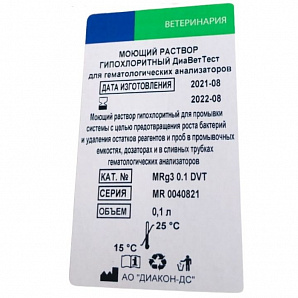 ВЕТЕРИНАРИЯ
МОЮЩИЙ РАСТВОР
ГИПОХЛОРИТНЫЙ ДиаВетТест
для гематологических анализаторов
ДАТА ИЗГОТОВЛЕНИЯ 2021-08
2022-08
Моющий раствор гипохлоритный для промывки
системы с целью предотвращения роста бактерий
и удаления остатков реагентов и проб в промывочных
емкостях, дозаторах и в сливных трубках
гематологических анализаторов
КАТ. № MRg3 0.1 DVT
СЕРИЯ MR 0040821
ОБЪЕМ 0,1 л
25 °C
15 °C
АО "ДИАКОН-ДС"